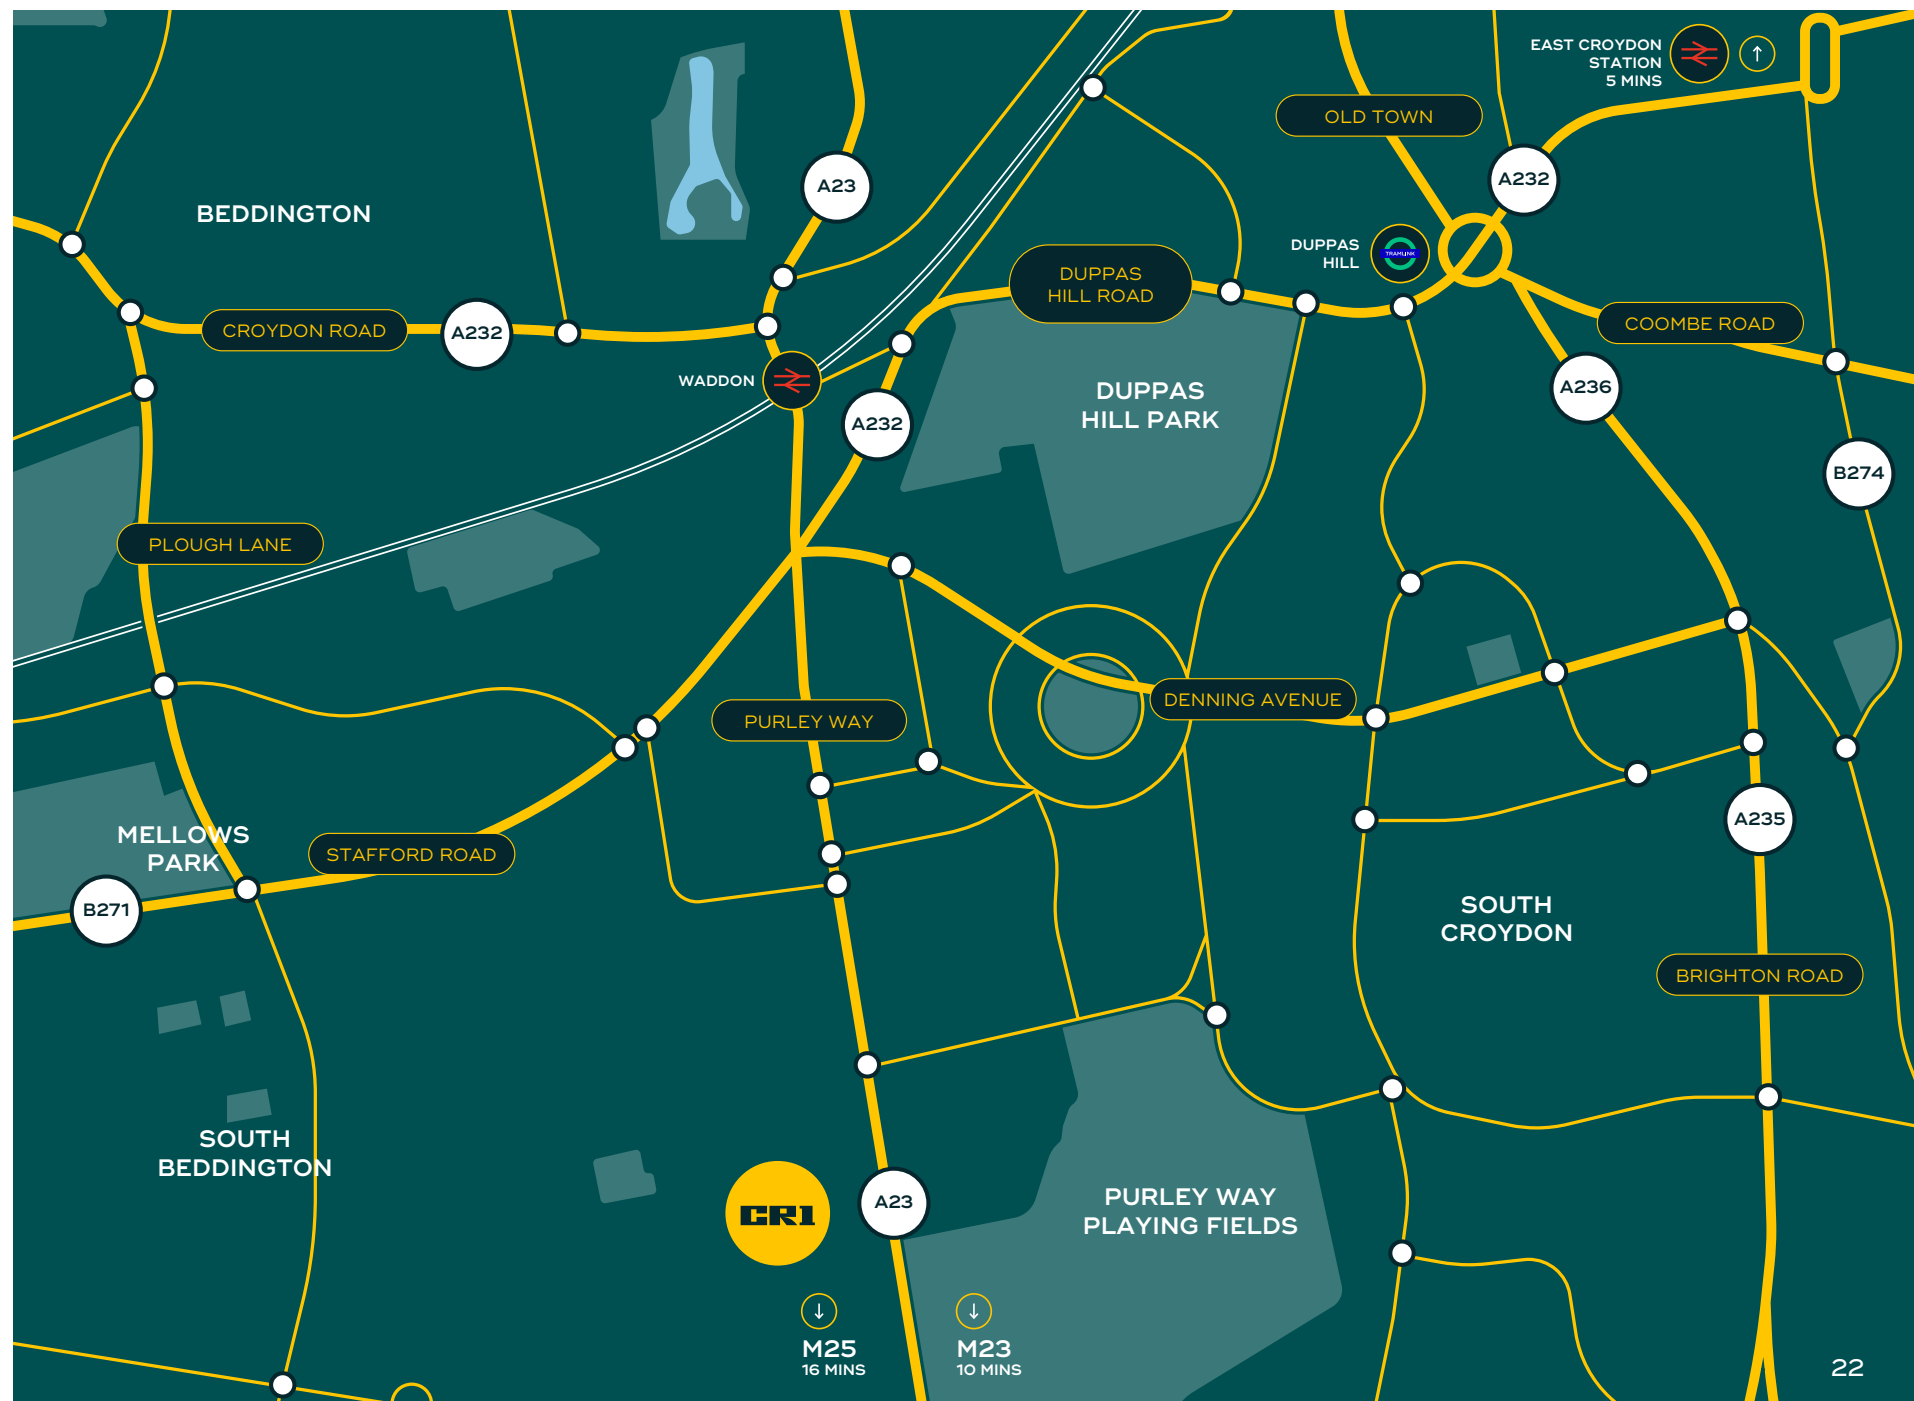 EAST CROYDON
STATION
5 MINS
OLD TOWN
A232
A23
BEDDINGTON
DUPPAS
HILL
TRAMLINK
DUPPAS
HILL ROAD
CROYDON ROAD
A232
COOMBE ROAD
WADDON
A232
DUPPAS
HILL PARK
A236
B274
PLOUGH LANE
DENNING AVENUE
PURLEY WAY
A235
MELLOWS
PARK
STAFFORD ROAD
B271
SOUTH
CROYDON
BRIGHTON ROAD
SOUTH
BEDDINGTON
CR1
A23
PURLEY WAY
PLAYING FIELDS
M25
16 MINS
M23
10 MINS
22